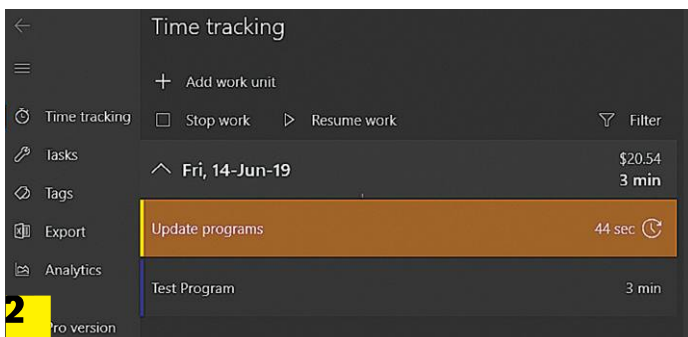 Time tracking
Add work unit
Time tracking
Stop work
Resume work
Filter
Tasks
Fri, 14-Jun-19
$20.54
3 min
Tags
Export
Update programs
44 sec
Analytics
Test Program
3 min
2
Pro version